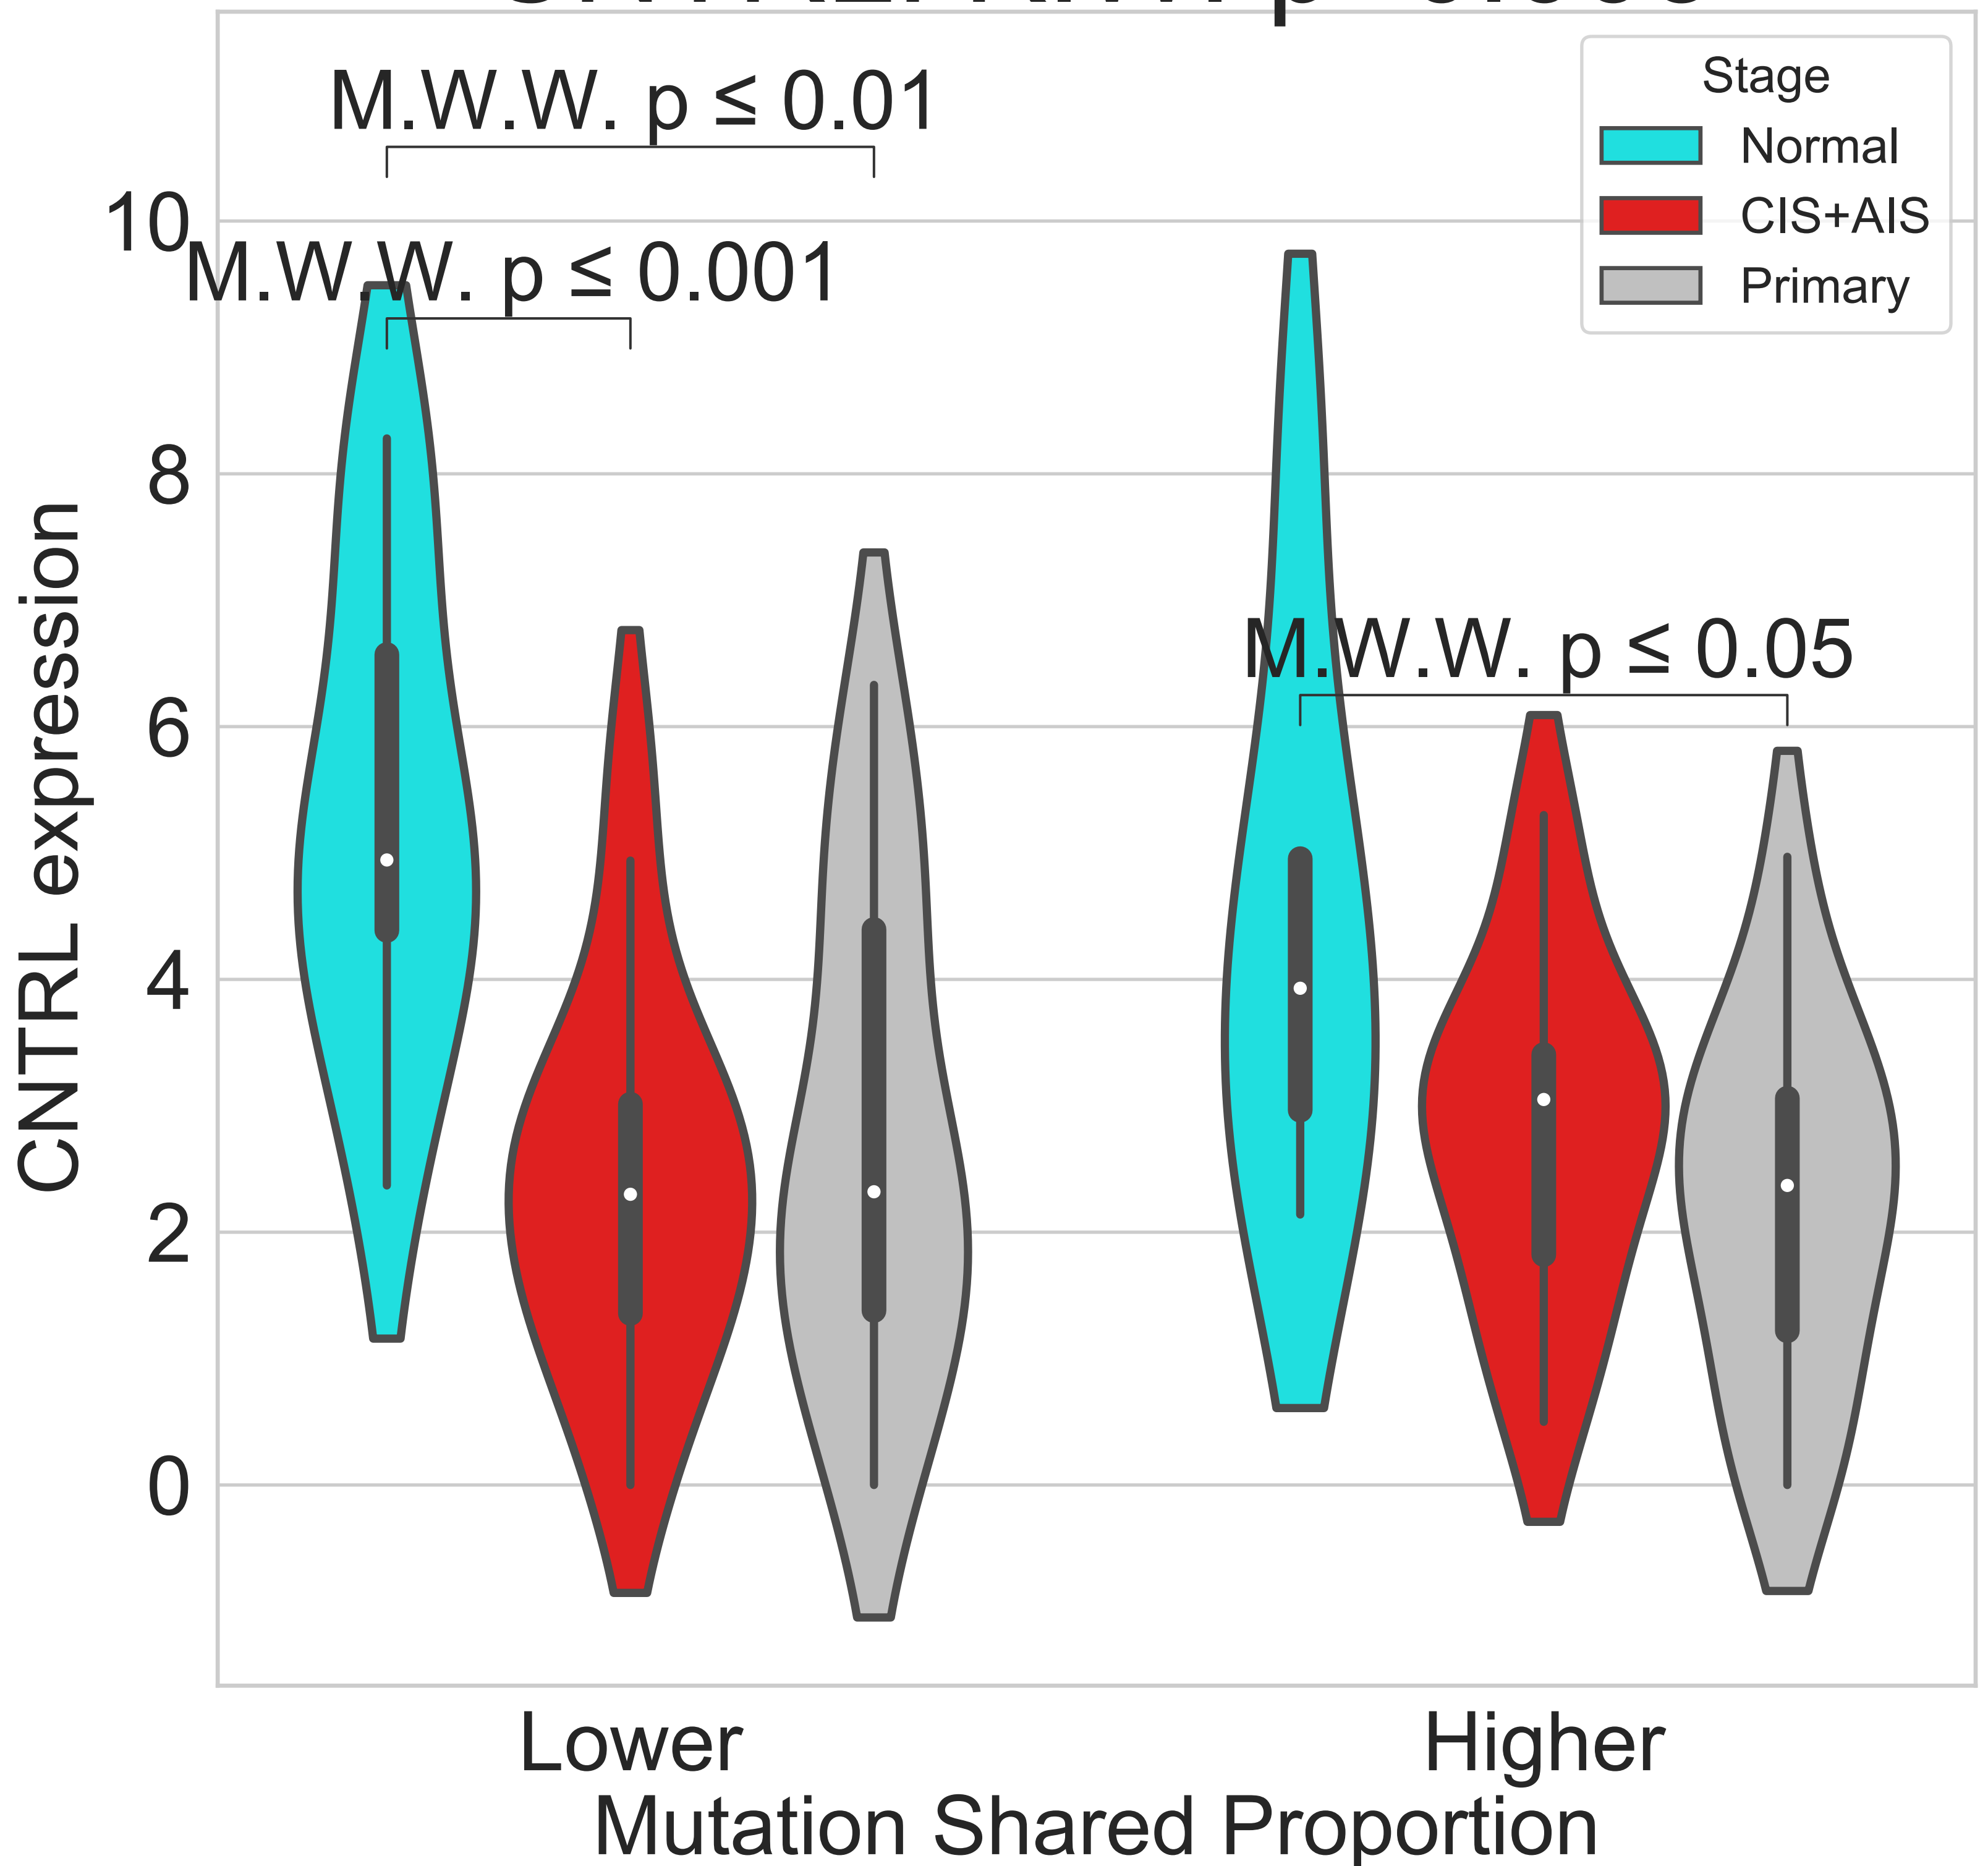 M.W.W. p ≤ 0.01
Stage
Normal
CIS+AIS
Primary
10
M.W.W. p ≤ 0.001
8
M.W.W. p ≤ 0.05
6
4
2
0
CNTRL expression
Lower
Higher
Mutation Shared Proportion